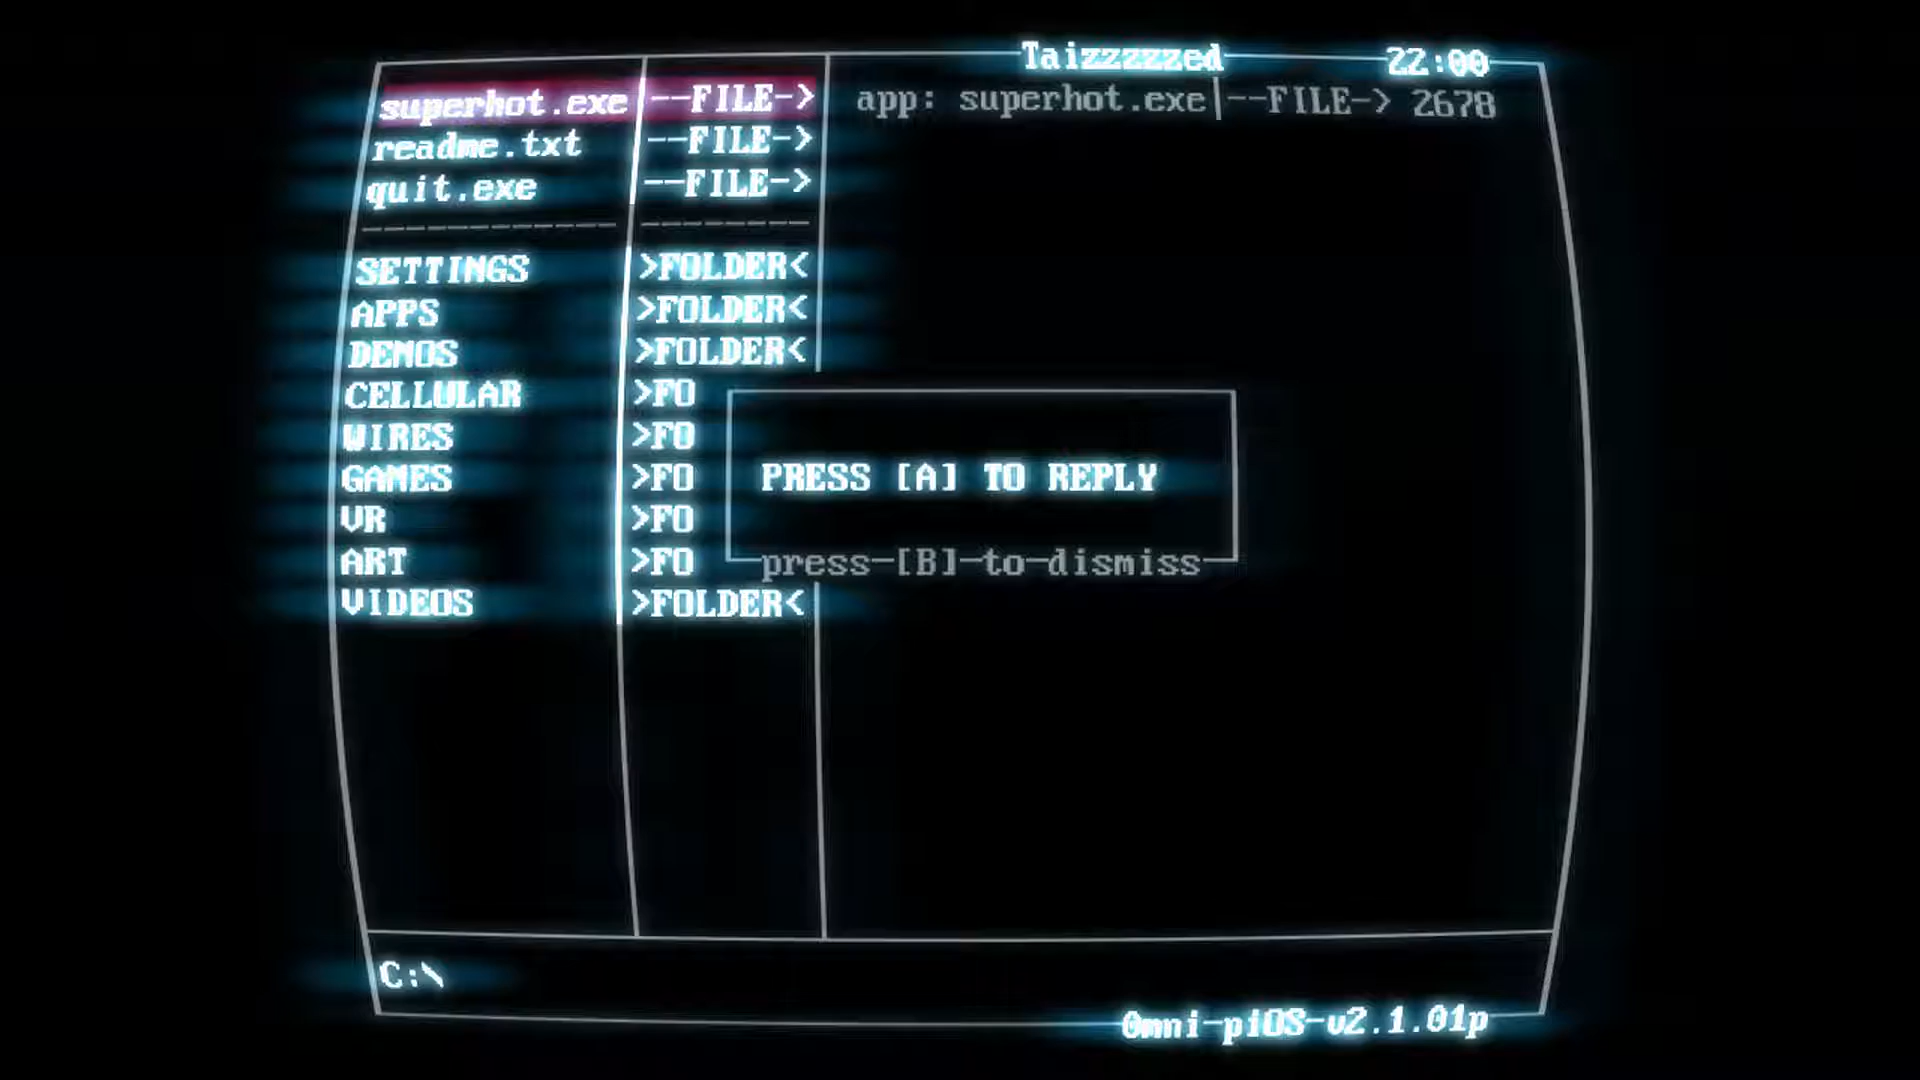 Taizzzzzed 22:00
superhot.exe|--FILE-> app: superhot.exe|--FILE-> 2678
readme.txt --FILE->
quit.exe --FILE->
SETTINGS >FOLDER<
APPS >FOLDER<
DEMOS >FOLDER<
CELLULAR >FO
WIRES >FO
GAMES >FO PRESS [A] TO REPLY
VR >FO
ART >FO press-[B]-to-dismiss
VIDEOS >FOLDER<
C:\
Omni-piOS-v2.1.01p